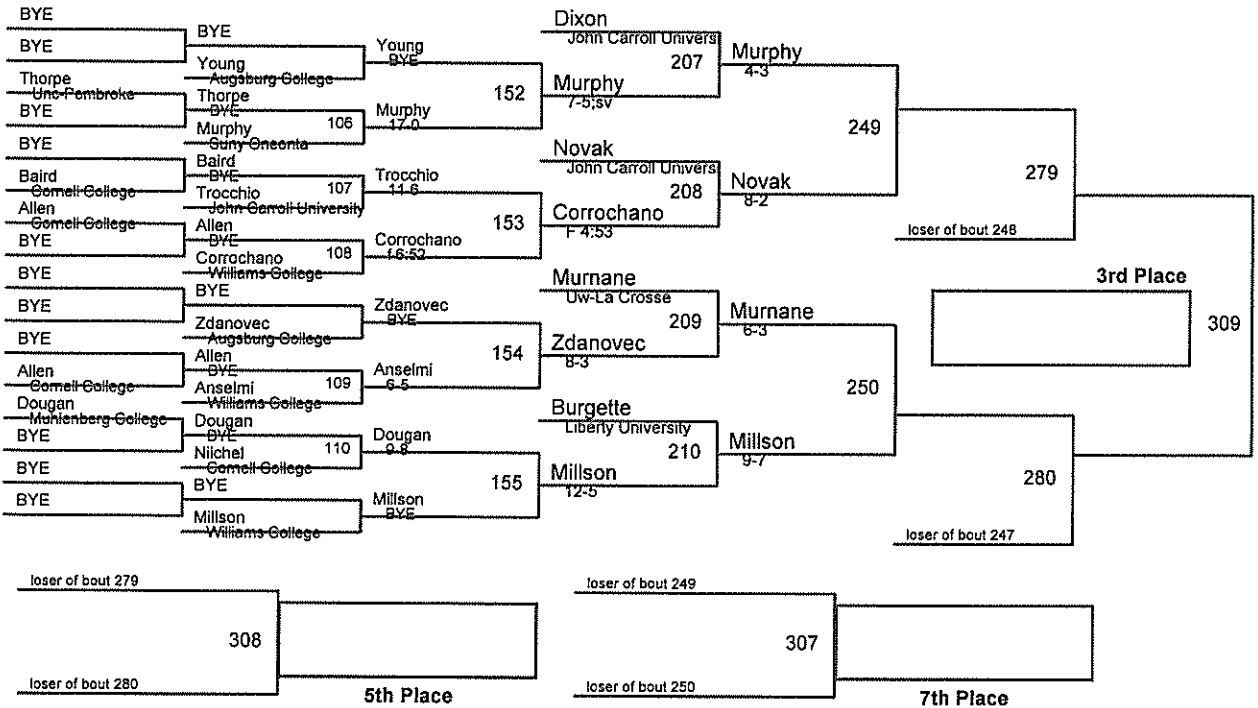 BYE
BYE
Thorpe
Unc-Pembroke
BYE
BYE
Baird
Cornell College
Allen
Cornell College
BYE
BYE
BYE
BYE
Allen
Cornell College
Dougan
Muhlenberg College
BYE
BYE
BYE
BYE
Young
Augsburg College
Thorpe
BYE
106
Murphy
Suny Oneonta
Baird
BYE
107
Trocchio
John Carroll University
Allen
BYE
108
Corrochano
Williams College
BYE
Zdanovec
Augsburg College
Allen
BYE
109
Anselmi
Williams College
Dougan
BYE
110
Nilchel
Cornell College
BYE
Millson
Williams College
Young
BYE
152
Murphy
17-0
Trocchio
11-6
153
Corrochano
f 6:52
Zdanovec
BYE
154
Anselmi
6-5
Dougan
9-8
155
Millson
BYE
Dixon
John Carroll Univers
207
Murphy
7-5;sv
Novak
John Carroll Univers
208
Corrochano
F 4:53
Murnane
Uw-La Crosse
209
Zdanovec
8-3
Burgette
Liberty University
210
Millson
12-5
Murphy
4-3
249
Novak
8-2
Murnane
6-3
250
Millson
9-7
279
loser of bout 248
280
loser of bout 247
3rd Place
309
loser of bout 279
308
loser of bout 280
5th Place
loser of bout 249
307
loser of bout 250
7th Place